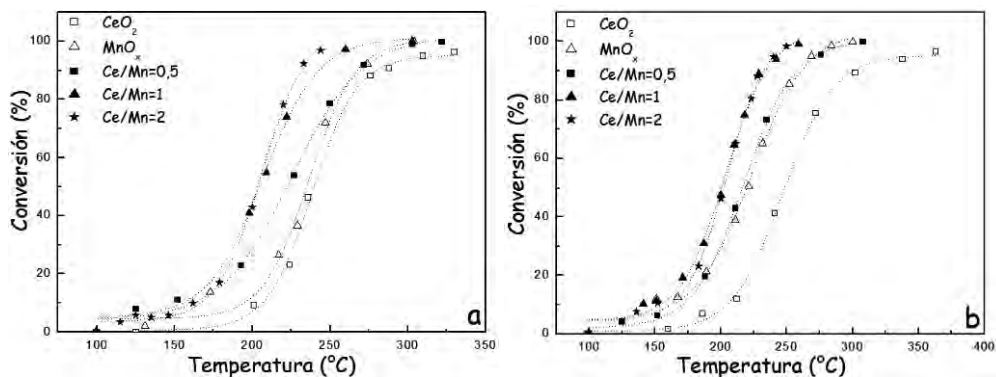 CeO2
MnOx
Ce/Mn=0,5
Ce/Mn=1
Ce/Mn=2
100
80
60
40
20
0
Conversión (%)
100
150
200
250
300
350
Temperatura (°C)
a
CeO2
MnOx
Ce/Mn=0,5
Ce/Mn=1
Ce/Mn=2
100
80
60
40
20
0
Conversión (%)
100
150
200
250
300
350
400
Temperatura (°C)
b